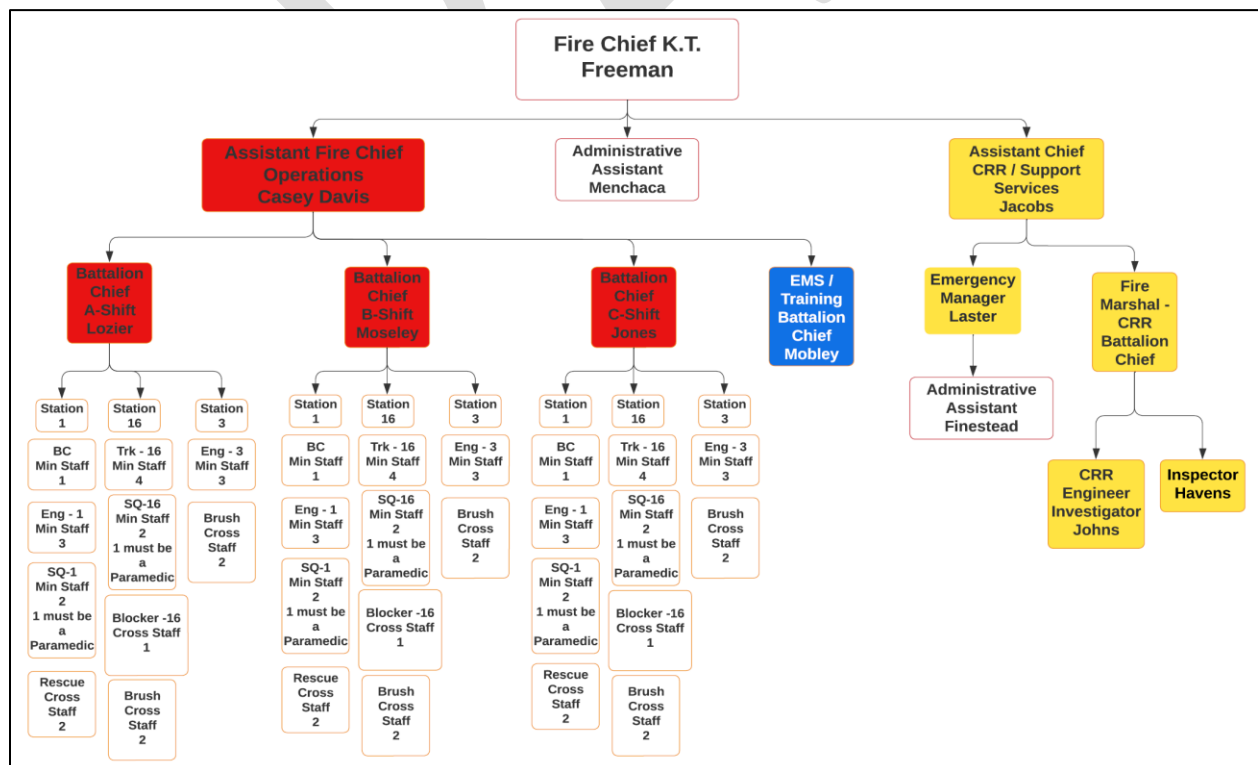 Fire Chief K.T.
Freeman
Assistant Fire Chief
Operations
Casey Davis
Administrative
Assistant
Menchaca
Assistant Chief
CRR / Support
Services
Jacobs
Battalion
Chief
A-Shift
Lozier
Battalion
Chief
B-Shift
Moseley
Battalion
Chief
C-Shift
Jones
EMS /
Training
Battalion
Chief
Mobley
Emergency
Manager
Laster
Fire
Marshal -
CRR
Battalion
Chief
Administrative
Assistant
Finestead
CRR
Engineer
Investigator
Johns
Inspector
Havens
Station
1
BC
Min Staff
1
Eng - 1
Min Staff
3
SQ-1
Min Staff
2
1 must be
a
Paramedic
Rescue
Cross
Staff
2
Station
16
Trk - 16
Min Staff
4
SQ-16
Min Staff
2
1 must be
a
Paramedic
Blocker -16
Cross Staff
1
Brush
Cross
Staff
2
Station
3
Eng - 3
Min Staff
3
Brush
Cross
Staff
2
Station
1
BC
Min Staff
1
Eng - 1
Min Staff
3
SQ-1
Min Staff
2
1 must be
a
Paramedic
Rescue
Cross
Staff
2
Station
16
Trk - 16
Min Staff
4
SQ-16
Min Staff
2
1 must be a
Paramedic
Blocker -16
Cross Staff
1
Brush
Cross
Staff
2
Station
3
Eng - 3
Min Staff
3
Brush
Cross
Staff
2
Station
1
BC
Min Staff
1
Eng - 1
Min Staff
3
SQ-1
Min Staff
2
1 must be
a
Paramedic
Rescue
Cross
Staff
2
Station
16
Trk - 16
Min Staff
4
SQ-16
Min Staff
2
1 must be a
Paramedic
Blocker -16
Cross Staff
1
Brush
Cross
Staff
2
Station
3
Eng - 3
Min Staff
3
Brush
Cross
Staff
2